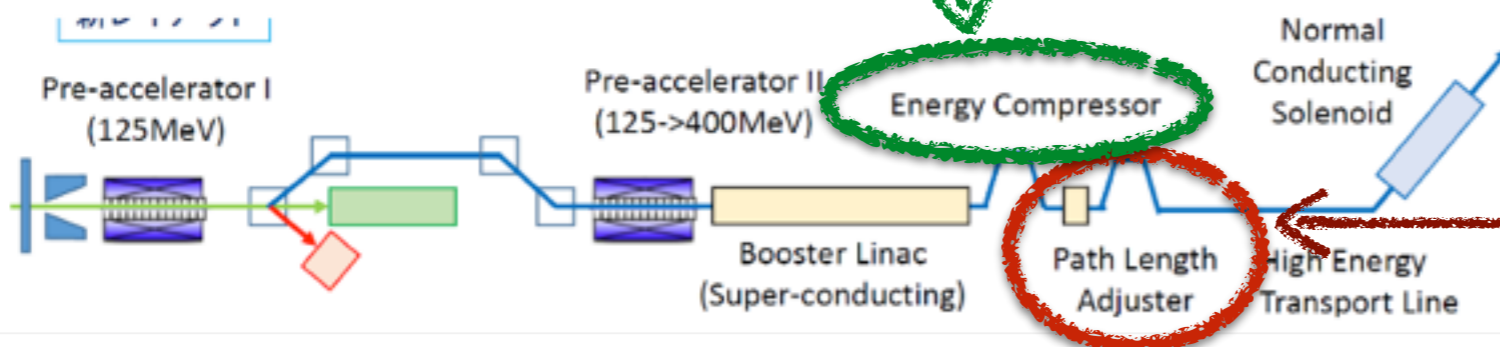 Pre-accelerator I
(125MeV)
Pre-accelerator II
(125->400MeV)
Energy Compressor
Normal
Conducting
Solenoid
Booster Linac
(Super-conducting)
Path Length
Adjuster
High Energy
Transport Line